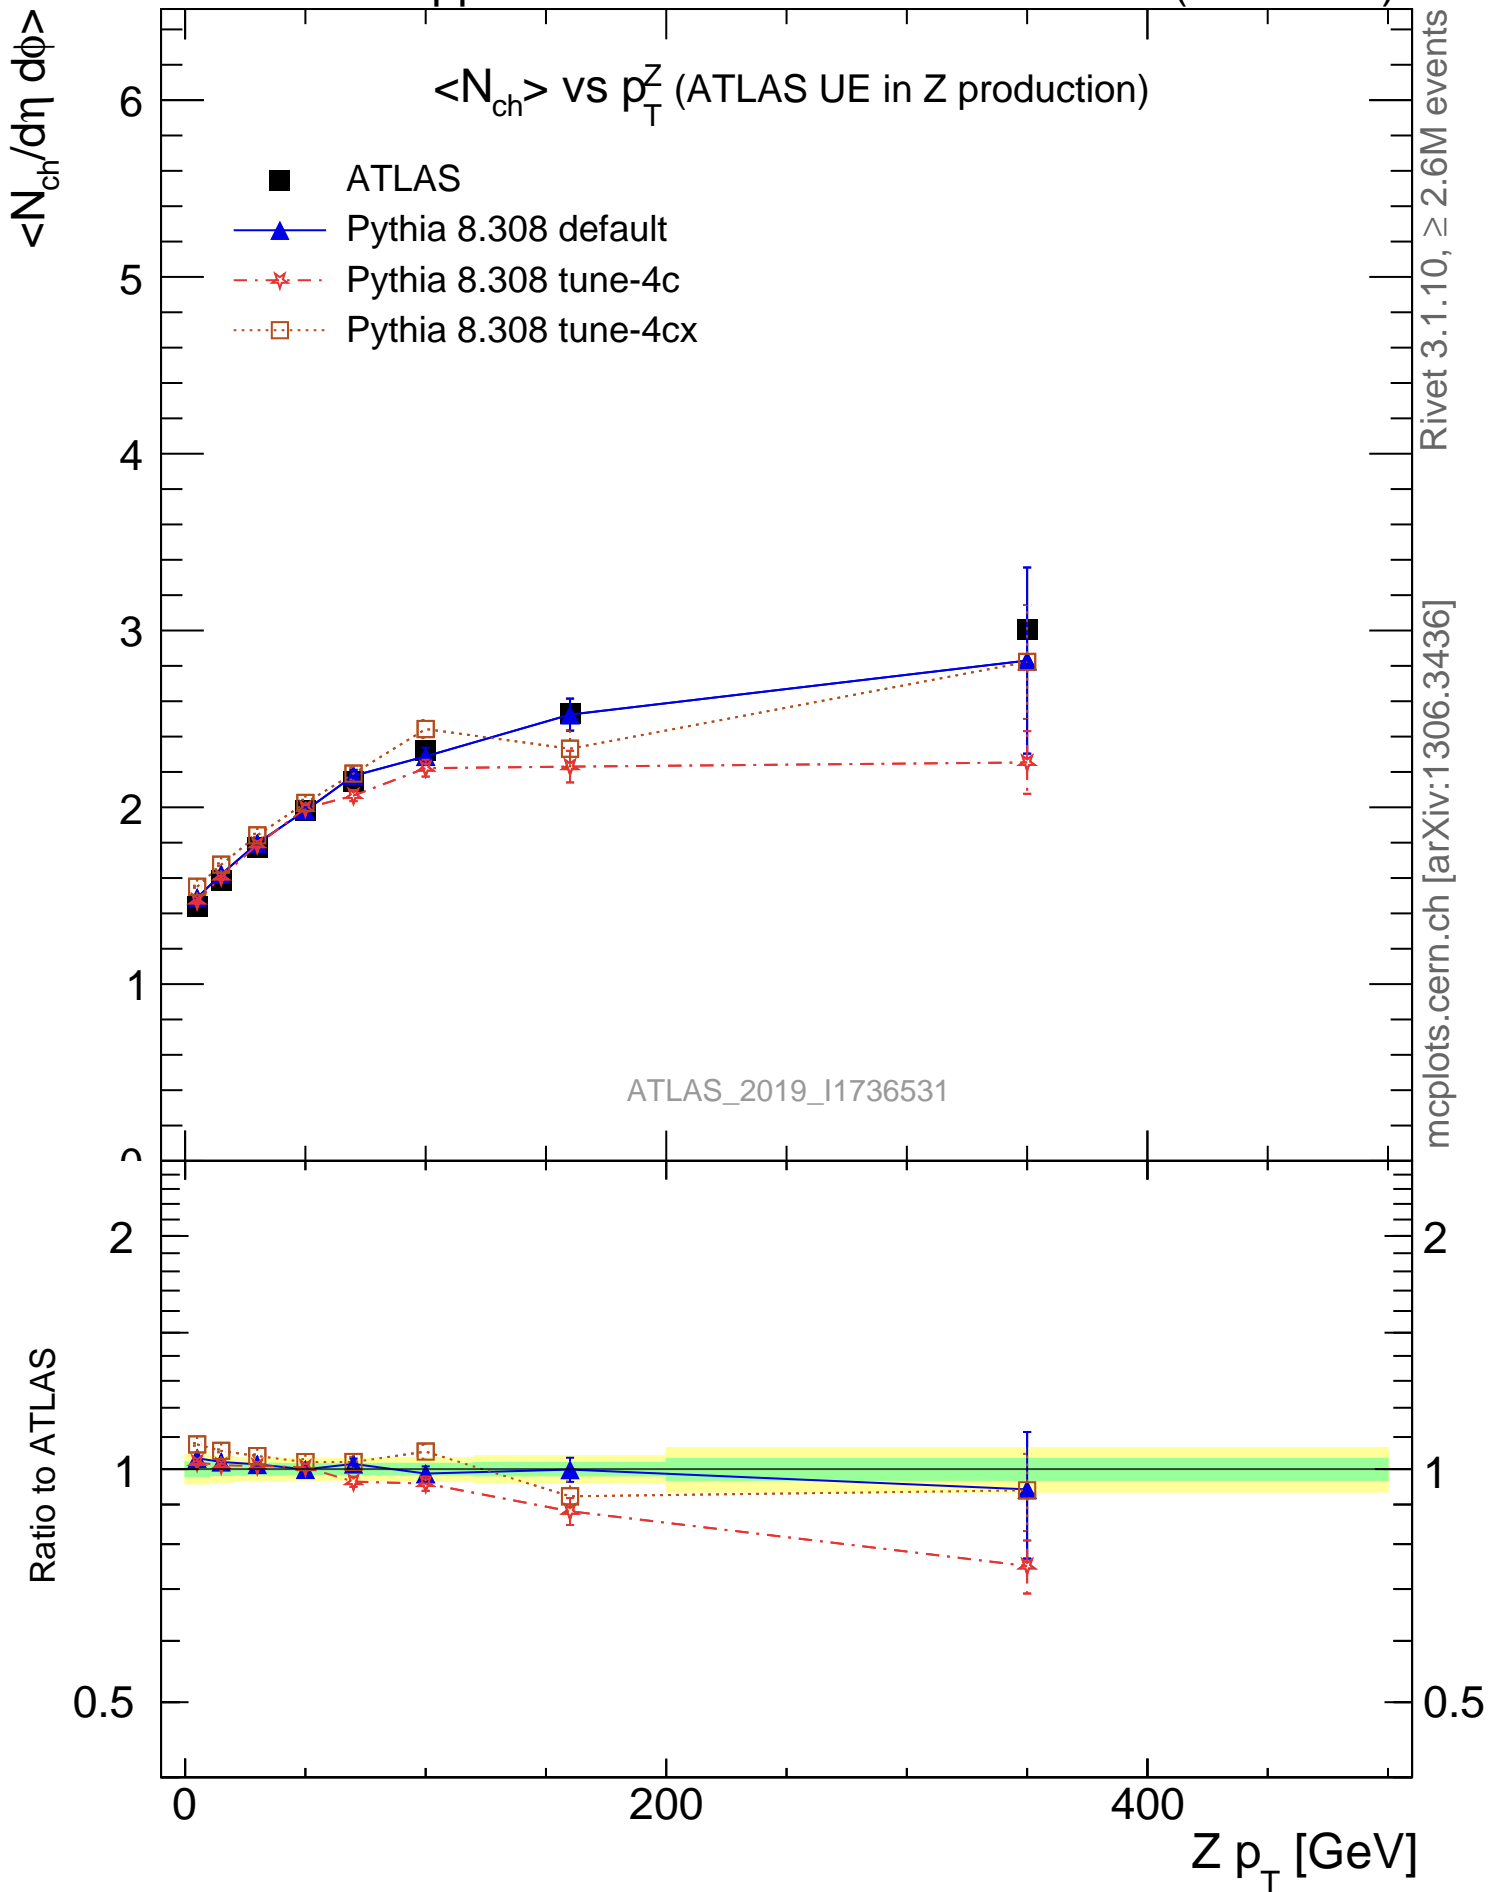 pp
<N_ch/dη dϕ>
<N_ch> vs p_T^Z (ATLAS UE in Z production)
ATLAS
Pythia 8.308 default
Pythia 8.308 tune-4c
Pythia 8.308 tune-4cx
6
5
4
3
2
1
0
ATLAS_2019_I1736531
Rivet 3.1.10, ≥ 2.6M events
mcplots.cern.ch [arXiv:1306.3436]
Ratio to ATLAS
2
1
0.5
2
1
0.5
0
200
400
Z p_T [GeV]